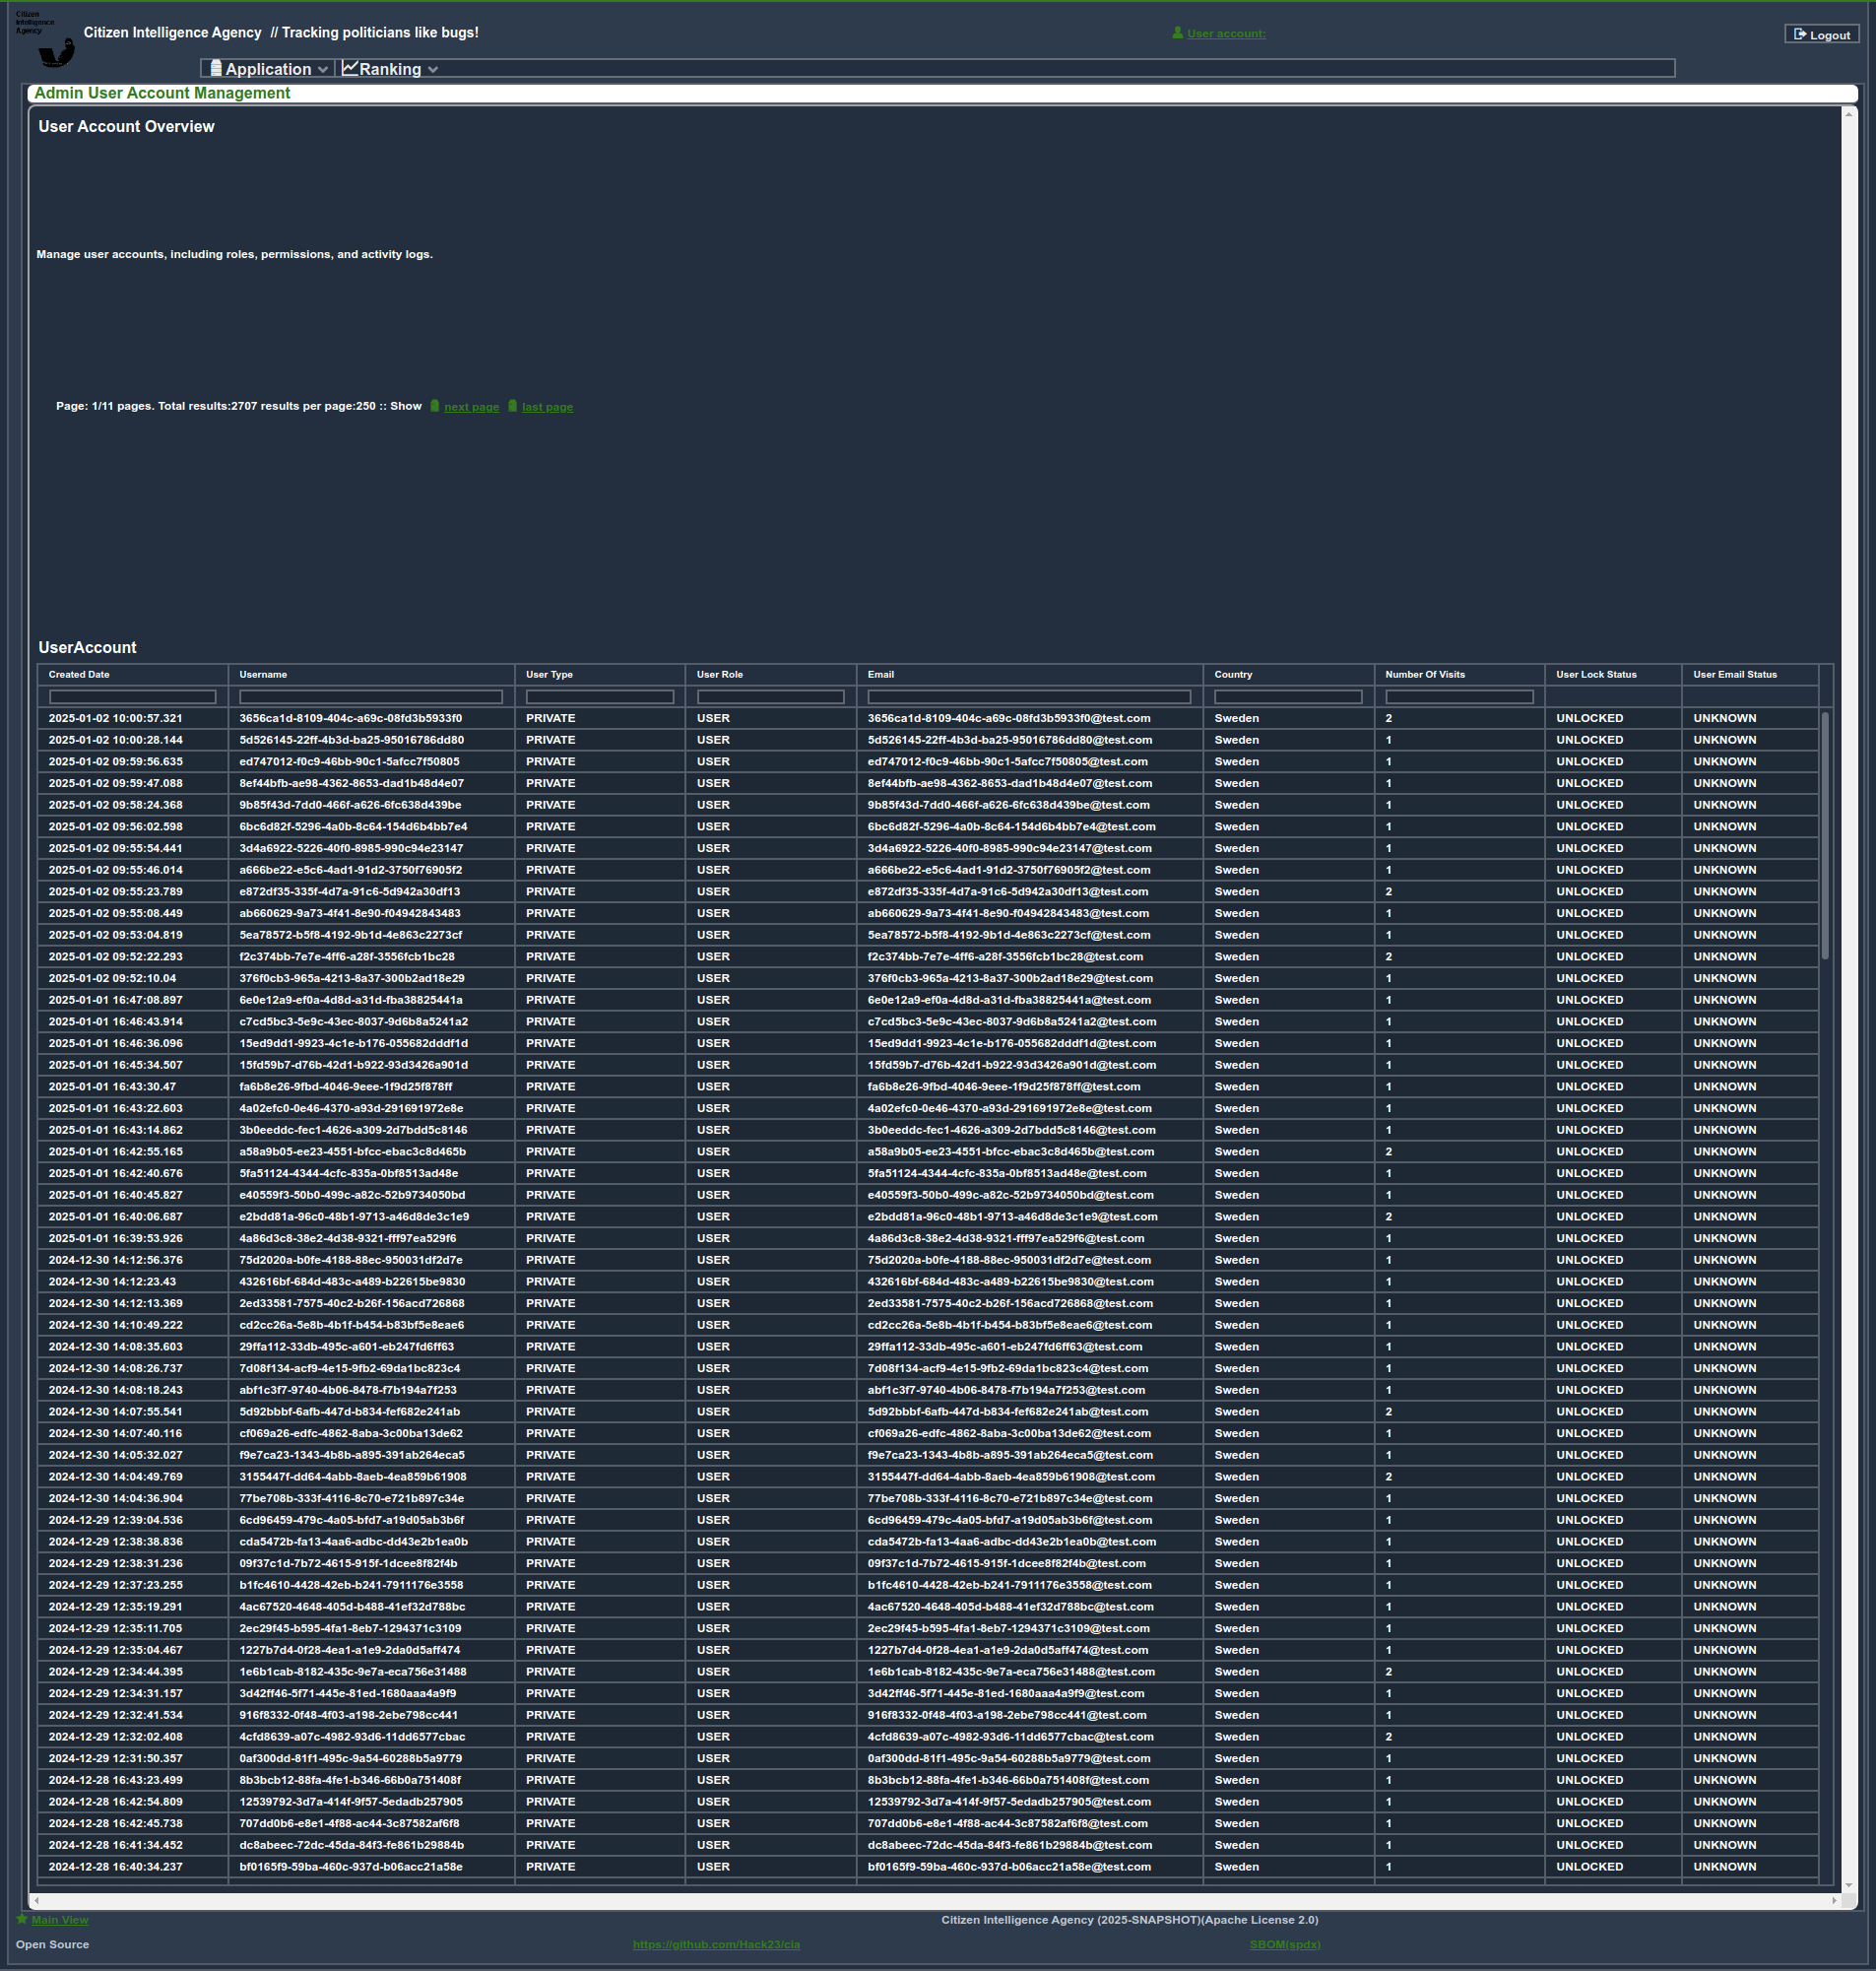 Citizen
Intelligence
Agency
Citizen Intelligence Agency // Tracking politicians like bugs!
User account:
Logout
Application Ranking
Admin User Account Management
User Account Overview
Manage user accounts, including roles, permissions, and activity logs.
Page: 1/11 pages. Total results:2707 results per page:250 :: Show next page last page
UserAccount
Created Date Username User Type User Role Email Country Number Of Visits User Lock Status User Email Status
2025-01-02 10:00:57.321 3656ca1d-8109-404c-a69c-08fd3b5933f0 PRIVATE USER 3656ca1d-8109-404c-a69c-08fd3b5933f0@test.com Sweden 2 UNLOCKED UNKNOWN
2025-01-02 10:00:28.144 5d526145-22ff-4b3d-ba25-95016786dd80 PRIVATE USER 5d526145-22ff-4b3d-ba25-95016786dd80@test.com Sweden 1 UNLOCKED UNKNOWN
2025-01-02 09:59:56.635 ed747012-f0c9-46bb-90c1-5afcc7f50805 PRIVATE USER ed747012-f0c9-46bb-90c1-5afcc7f50805@test.com Sweden 1 UNLOCKED UNKNOWN
2025-01-02 09:59:47.088 8ef44bfb-ae98-4362-8653-dad1b48d4e07 PRIVATE USER 8ef44bfb-ae98-4362-8653-dad1b48d4e07@test.com Sweden 1 UNLOCKED UNKNOWN
2025-01-02 09:58:24.368 9b85f43d-7dd0-466f-a626-6fc638d439be PRIVATE USER 9b85f43d-7dd0-466f-a626-6fc638d439be@test.com Sweden 1 UNLOCKED UNKNOWN
2025-01-02 09:56:02.598 6bc6d82f-5296-4a0b-8c64-154d6b4bb7e4 PRIVATE USER 6bc6d82f-5296-4a0b-8c64-154d6b4bb7e4@test.com Sweden 1 UNLOCKED UNKNOWN
2025-01-02 09:55:54.441 3d4a6922-5226-40f0-8985-990c94e23147 PRIVATE USER 3d4a6922-5226-40f0-8985-990c94e23147@test.com Sweden 1 UNLOCKED UNKNOWN
2025-01-02 09:55:46.014 a666be22-e5c6-4ad1-91d2-3750f76905f2 PRIVATE USER a666be22-e5c6-4ad1-91d2-3750f76905f2@test.com Sweden 1 UNLOCKED UNKNOWN
2025-01-02 09:55:23.789 e872df35-335f-4d7a-91c6-5d942a30df13 PRIVATE USER e872df35-335f-4d7a-91c6-5d942a30df13@test.com Sweden 2 UNLOCKED UNKNOWN
2025-01-02 09:55:08.449 ab660629-9a73-4f41-8e90-f04942843483 PRIVATE USER ab660629-9a73-4f41-8e90-f04942843483@test.com Sweden 1 UNLOCKED UNKNOWN
2025-01-02 09:53:04.819 5ea78572-b5f8-4192-9b1d-4e863c2273cf PRIVATE USER 5ea78572-b5f8-4192-9b1d-4e863c2273cf@test.com Sweden 1 UNLOCKED UNKNOWN
2025-01-02 09:52:22.293 f2c374bb-7e7e-4ff6-a28f-3556fcb1bc28 PRIVATE USER f2c374bb-7e7e-4ff6-a28f-3556fcb1bc28@test.com Sweden 2 UNLOCKED UNKNOWN
2025-01-02 09:52:10.04 376f0cb3-965a-4213-8a37-300b2ad18e29 PRIVATE USER 376f0cb3-965a-4213-8a37-300b2ad18e29@test.com Sweden 1 UNLOCKED UNKNOWN
2025-01-01 16:47:08.897 6e0e12a9-ef0a-4d8d-a31d-fba38825441a PRIVATE USER 6e0e12a9-ef0a-4d8d-a31d-fba38825441a@test.com Sweden 1 UNLOCKED UNKNOWN
2025-01-01 16:46:43.914 c7cd5bc3-5e9c-43ec-8037-9d6b8a5241a2 PRIVATE USER c7cd5bc3-5e9c-43ec-8037-9d6b8a5241a2@test.com Sweden 1 UNLOCKED UNKNOWN
2025-01-01 16:46:36.096 15ed9dd1-9923-4c1e-b176-055682dddf1d PRIVATE USER 15ed9dd1-9923-4c1e-b176-055682dddf1d@test.com Sweden 1 UNLOCKED UNKNOWN
2025-01-01 16:45:34.507 15fd59b7-d76b-42d1-b922-93d3426a901d PRIVATE USER 15fd59b7-d76b-42d1-b922-93d3426a901d@test.com Sweden 1 UNLOCKED UNKNOWN
2025-01-01 16:43:30.47 fa6b8e26-9fbd-4046-9eee-1f9d25f878ff PRIVATE USER fa6b8e26-9fbd-4046-9eee-1f9d25f878ff@test.com Sweden 1 UNLOCKED UNKNOWN
2025-01-01 16:43:22.603 4a02efc0-0e46-4370-a93d-291691972e8e PRIVATE USER 4a02efc0-0e46-4370-a93d-291691972e8e@test.com Sweden 1 UNLOCKED UNKNOWN
2025-01-01 16:43:14.862 3b0eeddc-fec1-4626-a309-2d7bdd5c8146 PRIVATE USER 3b0eeddc-fec1-4626-a309-2d7bdd5c8146@test.com Sweden 1 UNLOCKED UNKNOWN
2025-01-01 16:42:55.165 a58a9b05-ee23-4551-bfcc-ebac3c8d465b PRIVATE USER a58a9b05-ee23-4551-bfcc-ebac3c8d465b@test.com Sweden 2 UNLOCKED UNKNOWN
2025-01-01 16:42:40.676 5fa51124-4344-4cfc-835a-0bf8513ad48e PRIVATE USER 5fa51124-4344-4cfc-835a-0bf8513ad48e@test.com Sweden 1 UNLOCKED UNKNOWN
2025-01-01 16:40:45.827 e40559f3-50b0-499c-a82c-52b9734050bd PRIVATE USER e40559f3-50b0-499c-a82c-52b9734050bd@test.com Sweden 1 UNLOCKED UNKNOWN
2025-01-01 16:40:06.687 e2bdd81a-96c0-48b1-9713-a46d8de3c1e9 PRIVATE USER e2bdd81a-96c0-48b1-9713-a46d8de3c1e9@test.com Sweden 2 UNLOCKED UNKNOWN
2025-01-01 16:39:53.926 4a86d3c8-38e2-4d38-9321-fff97ea529f6 PRIVATE USER 4a86d3c8-38e2-4d38-9321-fff97ea529f6@test.com Sweden 1 UNLOCKED UNKNOWN
2024-12-30 14:12:56.376 75d2020a-b0fe-4188-88ec-950031df2d7e PRIVATE USER 75d2020a-b0fe-4188-88ec-950031df2d7e@test.com Sweden 1 UNLOCKED UNKNOWN
2024-12-30 14:12:23.43 432616bf-684d-483c-a489-b22615be9830 PRIVATE USER 432616bf-684d-483c-a489-b22615be9830@test.com Sweden 1 UNLOCKED UNKNOWN
2024-12-30 14:12:13.369 2ed33581-7575-40c2-b26f-156acd726868 PRIVATE USER 2ed33581-7575-40c2-b26f-156acd726868@test.com Sweden 1 UNLOCKED UNKNOWN
2024-12-30 14:10:49.222 cd2cc26a-5e8b-4b1f-b454-b83bf5e8eae6 PRIVATE USER cd2cc26a-5e8b-4b1f-b454-b83bf5e8eae6@test.com Sweden 1 UNLOCKED UNKNOWN
2024-12-30 14:08:35.603 29ffa112-33db-495c-a601-eb247fd6ff63 PRIVATE USER 29ffa112-33db-495c-a601-eb247fd6ff63@test.com Sweden 1 UNLOCKED UNKNOWN
2024-12-30 14:08:26.737 7d08f134-acf9-4e15-9fb2-69da1bc823c4 PRIVATE USER 7d08f134-acf9-4e15-9fb2-69da1bc823c4@test.com Sweden 1 UNLOCKED UNKNOWN
2024-12-30 14:08:18.243 abf1c3f7-9740-4b06-8478-f7b194a7f253 PRIVATE USER abf1c3f7-9740-4b06-8478-f7b194a7f253@test.com Sweden 1 UNLOCKED UNKNOWN
2024-12-30 14:07:55.541 5d92bbbf-6afb-447d-b834-fef682e241ab PRIVATE USER 5d92bbbf-6afb-447d-b834-fef682e241ab@test.com Sweden 2 UNLOCKED UNKNOWN
2024-12-30 14:07:40.116 cf069a26-edfc-4862-8aba-3c00ba13de62 PRIVATE USER cf069a26-edfc-4862-8aba-3c00ba13de62@test.com Sweden 1 UNLOCKED UNKNOWN
2024-12-30 14:05:32.027 f9e7ca23-1343-4b8b-a895-391ab264eca5 PRIVATE USER f9e7ca23-1343-4b8b-a895-391ab264eca5@test.com Sweden 1 UNLOCKED UNKNOWN
2024-12-30 14:04:49.769 3155447f-dd64-4abb-8aeb-4ea859b61908 PRIVATE USER 3155447f-dd64-4abb-8aeb-4ea859b61908@test.com Sweden 2 UNLOCKED UNKNOWN
2024-12-30 14:04:36.904 77be708b-333f-4116-8c70-e721b897c34e PRIVATE USER 77be708b-333f-4116-8c70-e721b897c34e@test.com Sweden 1 UNLOCKED UNKNOWN
2024-12-29 12:39:04.536 6cd96459-479c-4a05-bfd7-a19d05ab3b6f PRIVATE USER 6cd96459-479c-4a05-bfd7-a19d05ab3b6f@test.com Sweden 1 UNLOCKED UNKNOWN
2024-12-29 12:38:38.836 cda5472b-fa13-4aa6-adbc-dd43e2b1ea0b PRIVATE USER cda5472b-fa13-4aa6-adbc-dd43e2b1ea0b@test.com Sweden 1 UNLOCKED UNKNOWN
2024-12-29 12:38:31.236 09f37c1d-7b72-4615-915f-1dcee8f82f4b PRIVATE USER 09f37c1d-7b72-4615-915f-1dcee8f82f4b@test.com Sweden 1 UNLOCKED UNKNOWN
2024-12-29 12:37:23.255 b1fc4610-4428-42eb-b241-7911176e3558 PRIVATE USER b1fc4610-4428-42eb-b241-7911176e3558@test.com Sweden 1 UNLOCKED UNKNOWN
2024-12-29 12:35:19.291 4ac67520-4648-405d-b488-41ef32d788bc PRIVATE USER 4ac67520-4648-405d-b488-41ef32d788bc@test.com Sweden 1 UNLOCKED UNKNOWN
2024-12-29 12:35:11.705 2ec29f45-b595-4fa1-8eb7-1294371c3109 PRIVATE USER 2ec29f45-b595-4fa1-8eb7-1294371c3109@test.com Sweden 1 UNLOCKED UNKNOWN
2024-12-29 12:35:04.467 1227b7d4-0f28-4ea1-a1e9-2da0d5aff474 PRIVATE USER 1227b7d4-0f28-4ea1-a1e9-2da0d5aff474@test.com Sweden 1 UNLOCKED UNKNOWN
2024-12-29 12:34:44.395 1e6b1cab-8182-435c-9e7a-eca756e31488 PRIVATE USER 1e6b1cab-8182-435c-9e7a-eca756e31488@test.com Sweden 2 UNLOCKED UNKNOWN
2024-12-29 12:34:31.157 3d42ff46-5f71-445e-81ed-1680aaa4a9f9 PRIVATE USER 3d42ff46-5f71-445e-81ed-1680aaa4a9f9@test.com Sweden 1 UNLOCKED UNKNOWN
2024-12-29 12:32:41.534 916f8332-0f48-4f03-a198-2ebe798cc441 PRIVATE USER 916f8332-0f48-4f03-a198-2ebe798cc441@test.com Sweden 1 UNLOCKED UNKNOWN
2024-12-29 12:32:02.408 4cfd8639-a07c-4982-93d6-11dd6577cbac PRIVATE USER 4cfd8639-a07c-4982-93d6-11dd6577cbac@test.com Sweden 2 UNLOCKED UNKNOWN
2024-12-29 12:31:50.357 0af300dd-81f1-495c-9a54-60288b5a9779 PRIVATE USER 0af300dd-81f1-495c-9a54-60288b5a9779@test.com Sweden 1 UNLOCKED UNKNOWN
2024-12-28 16:43:23.499 8b3bcb12-88fa-4fe1-b346-66b0a751408f PRIVATE USER 8b3bcb12-88fa-4fe1-b346-66b0a751408f@test.com Sweden 1 UNLOCKED UNKNOWN
2024-12-28 16:42:54.809 12539792-3d7a-414f-9f57-5edadb257905 PRIVATE USER 12539792-3d7a-414f-9f57-5edadb257905@test.com Sweden 1 UNLOCKED UNKNOWN
2024-12-28 16:42:45.738 707dd0b6-e8e1-4f88-ac44-3c87582af6f8 PRIVATE USER 707dd0b6-e8e1-4f88-ac44-3c87582af6f8@test.com Sweden 1 UNLOCKED UNKNOWN
2024-12-28 16:41:34.452 dc8abeec-72dc-45da-84f3-fe861b29884b PRIVATE USER dc8abeec-72dc-45da-84f3-fe861b29884b@test.com Sweden 1 UNLOCKED UNKNOWN
2024-12-28 16:40:34.237 bf0165f9-59ba-460c-937d-b06acc21a58e PRIVATE USER bf0165f9-59ba-460c-937d-b06acc21a58e@test.com Sweden 1 UNLOCKED UNKNOWN
Main View Citizen Intelligence Agency (2025-SNAPSHOT)(Apache License 2.0)
Open Source https://github.com/Hack23/cia SBOM(spdx)